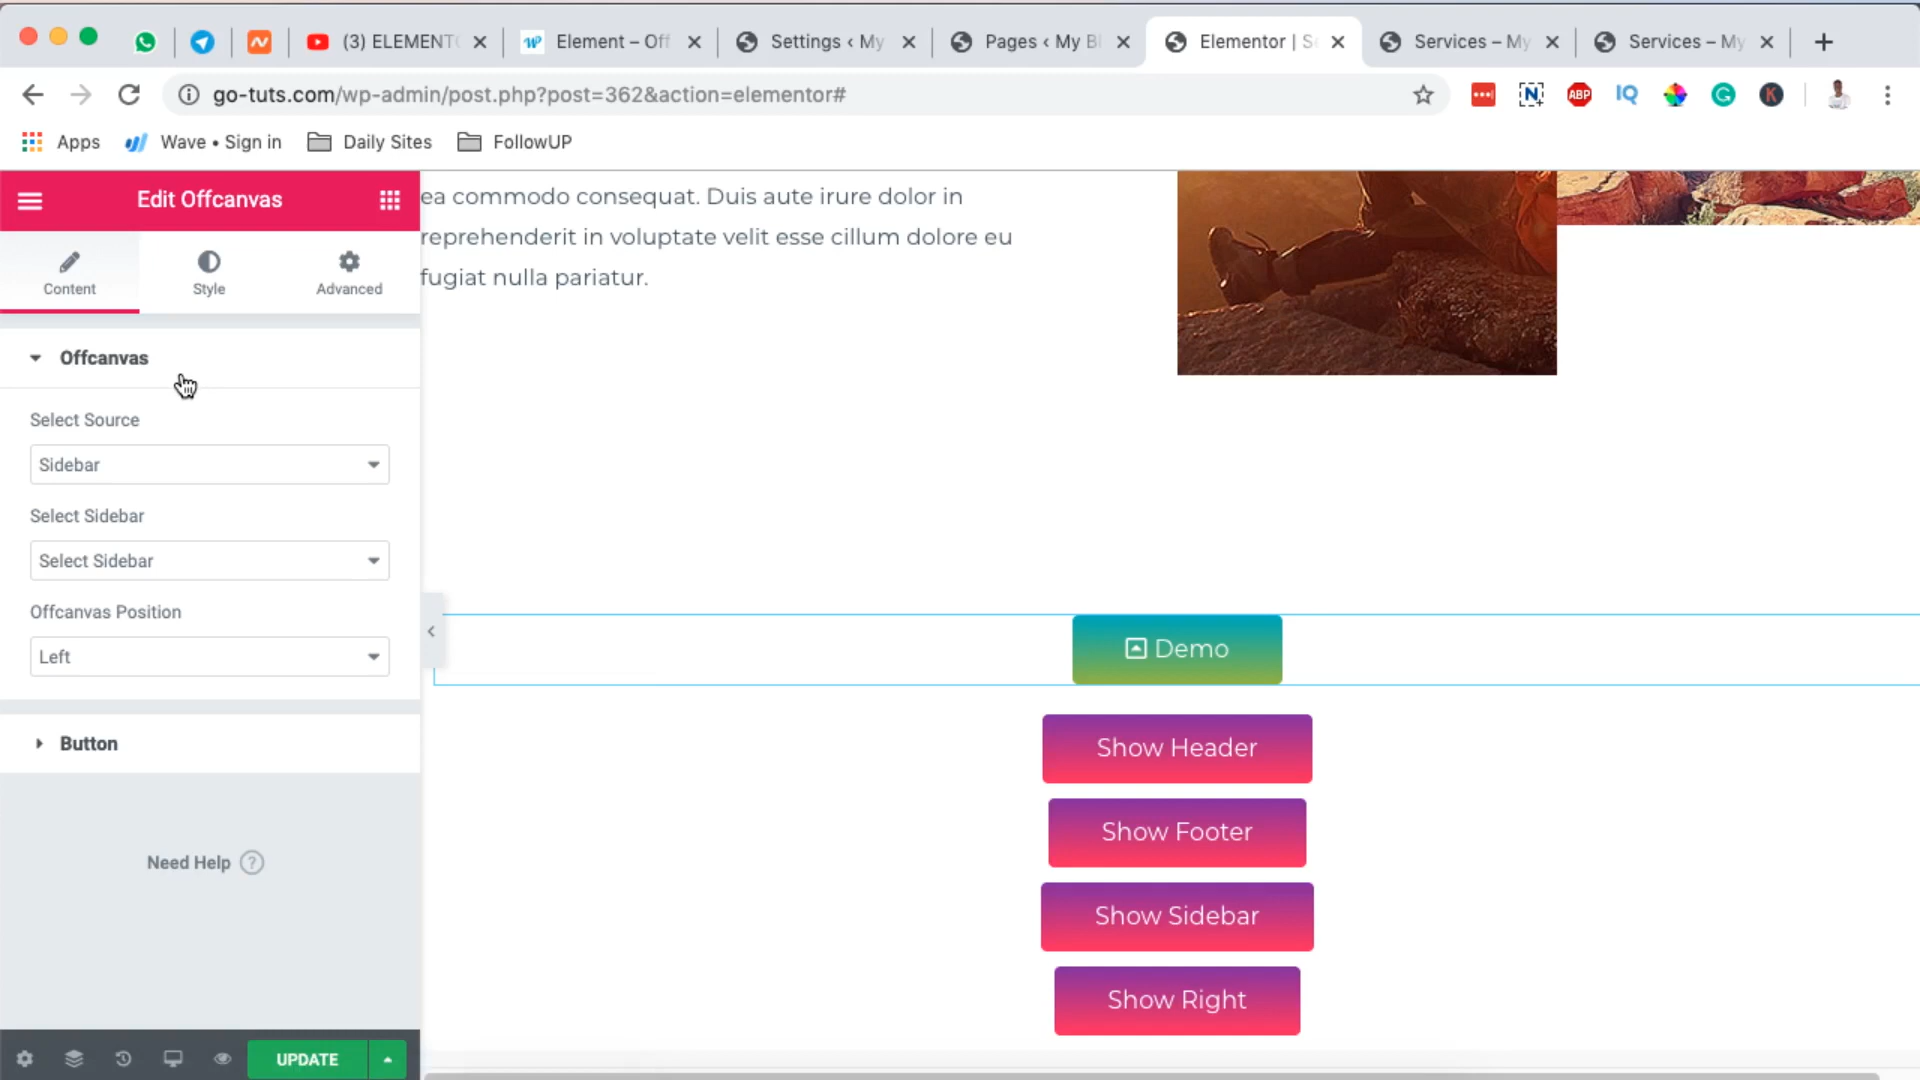 (3) ELEMENT
Element – Off
Settings ‹ My
Pages ‹ My Bl
Elementor | Se
Services – My
Services – My
go-tuts.com/wp-admin/post.php?post=362&action=elementor#
ABP
IQ
Apps
Wave • Sign in
Daily Sites
FollowUP
Edit Offcanvas
Content
Style
Advanced
Offcanvas
Select Source
Sidebar
Select Sidebar
Select Sidebar
Offcanvas Position
Left
Button
Need Help ?
UPDATE
ea commodo consequat. Duis aute irure dolor in
reprehenderit in voluptate velit esse cillum dolore eu
fugiat nulla pariatur.
Demo
Show Header
Show Footer
Show Sidebar
Show Right